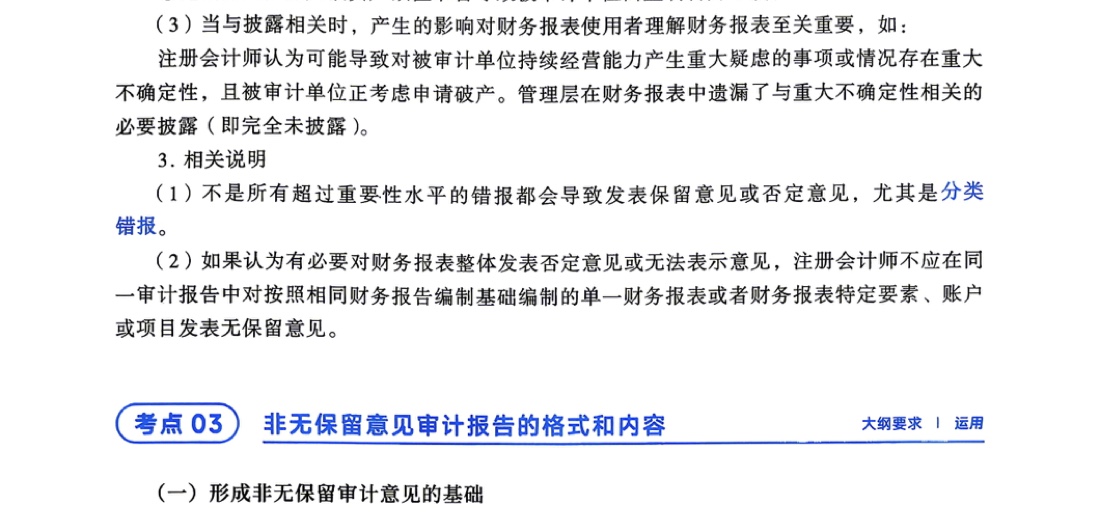 （3）当与披露相关时，产生的影响对财务报表使用者理解财务报表至关重要，如：
注册会计师认为可能导致对被审计单位持续经营能力产生重大疑虑的事项或情况存在重大
不确定性，且被审计单位正考虑申请破产。管理层在财务报表中遗漏了与重大不确定性相关的
必要披露（即完全未披露）。
3. 相关说明
（1）不是所有超过重要性水平的错报都会导致发表保留意见或否定意见，尤其是分类
错报。
（2）如果认为有必要对财务报表整体发表否定意见或无法表示意见，注册会计师不应在同
一审计报告中对按照相同财务报告编制基础编制的单一财务报表或者财务报表特定要素、账户
或项目发表无保留意见。
考点 03 非无保留意见审计报告的格式和内容 大纲要求 | 运用
（一）形成非无保留审计意见的基础